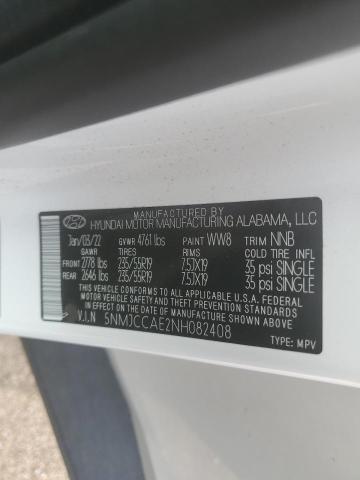 MANUFACTURED BY
HYUNDAI MOTOR MANUFACTURING ALABAMA, LLC
Jan/03/22 GVWR 4761 lbs PAINT WW8 TRIM NNB
GAWR TIRES RIMS COLD TIRE INFL
FRONT 2778 lbs 235/55R19 7.5JX19 35 psi SINGLE
REAR 2646 lbs 235/55R19 7.5JX19 35 psi SINGLE
THIS VEHICLE CONFORMS TO ALL APPLICABLE U.S.A. FEDERAL MOTOR VEHICLE
SAFETY, BUMPER, AND THEFT PREVENTION STANDARDS IN EFFECT ON THE DATE OF MANUFACTURE SHOWN ABOVE.
V.I.N 5NMJCCAE2NH082408
TYPE: MPV